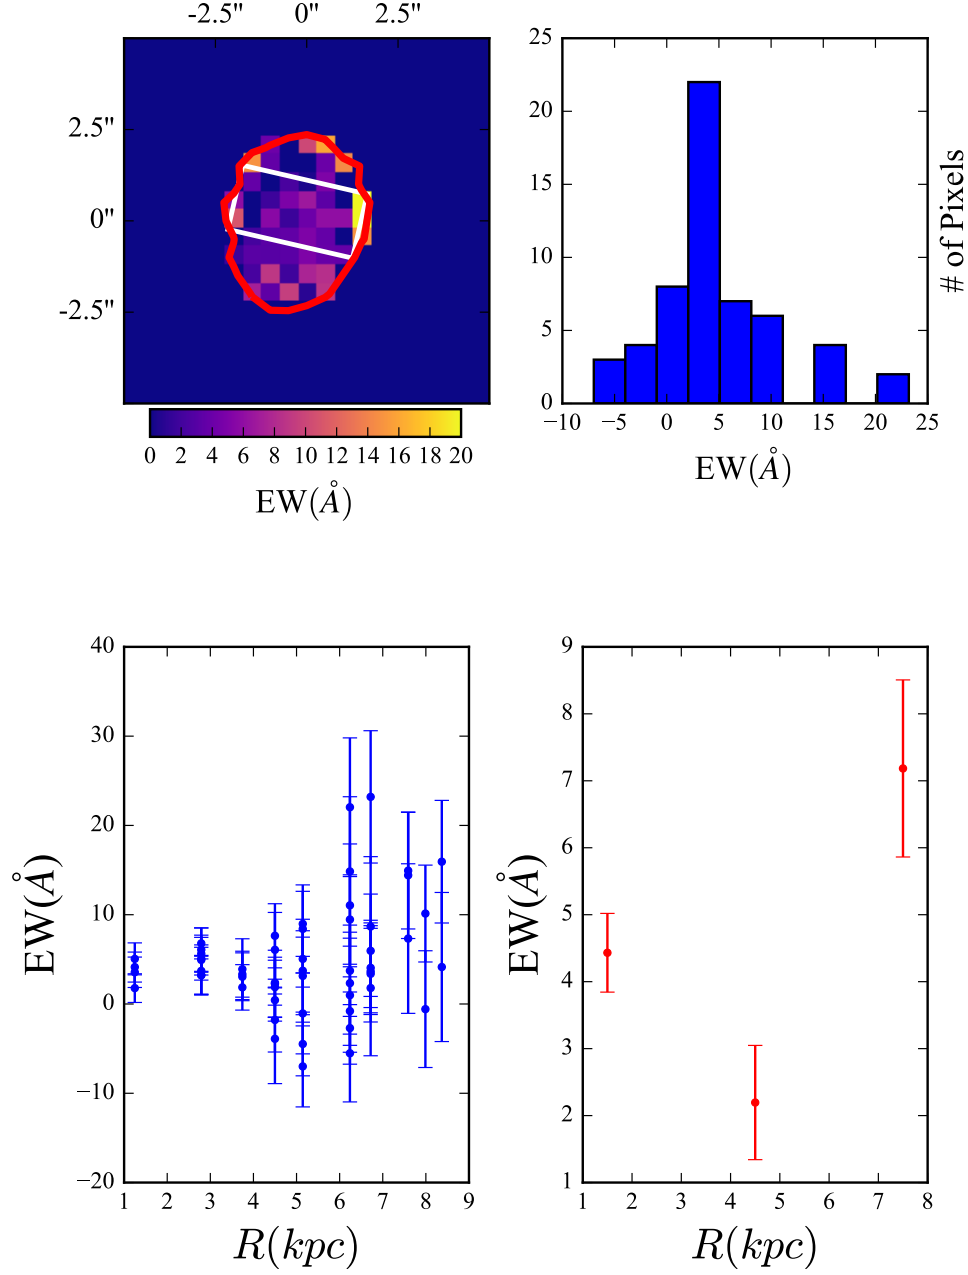 -2.5" 0" 2.5"
2.5"
0"
-2.5"
0 2 4 6 8 10 12 14 16 18 20
EW(Å)
25
20
15
10
5
0
−10 −5 0 5 10 15 20 25
EW(Å)
# of Pixels
40
30
20
10
0
−10
−20
1 2 3 4 5 6 7 8 9
EW(Å)
R(kpc)
9
8
7
6
5
4
3
2
1
1 2 3 4 5 6 7 8
EW(Å)
R(kpc)